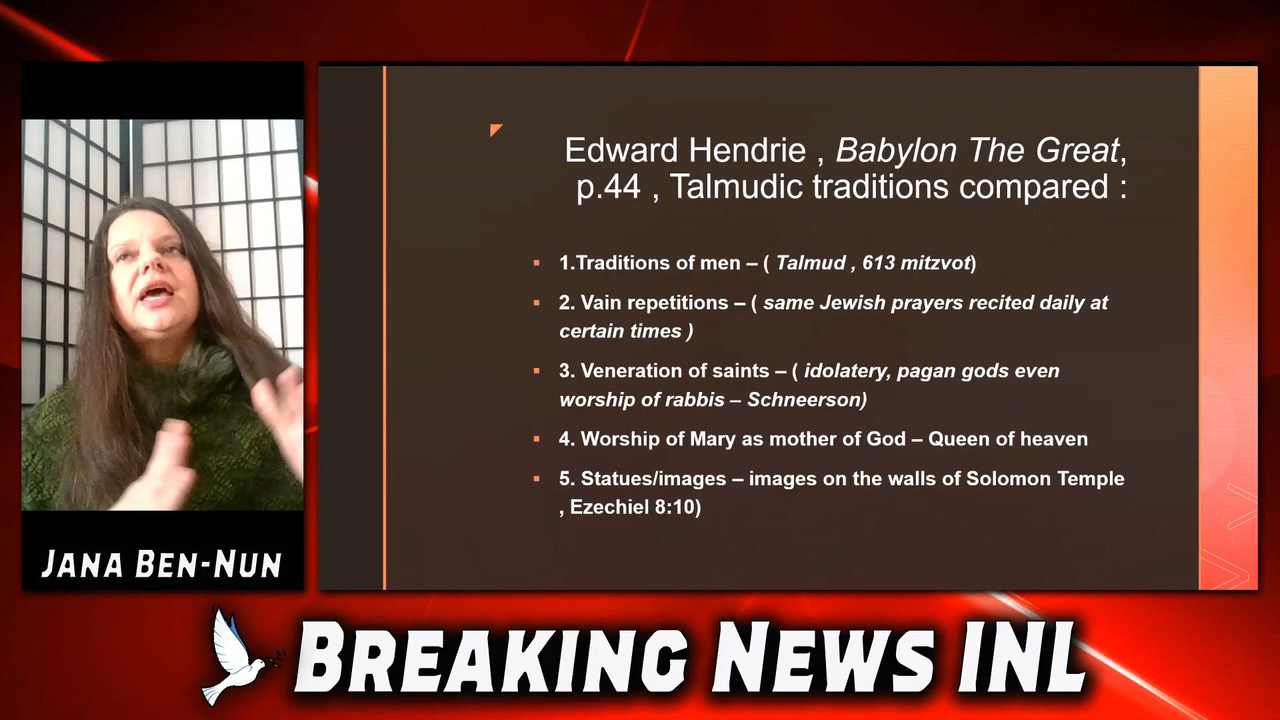 Edward Hendrie , Babylon The Great,
p.44 , Talmudic traditions compared :
1.Traditions of men – ( Talmud , 613 mitzvot)
2. Vain repetitions – ( same Jewish prayers recited daily at
certain times )
3. Veneration of saints – ( idolatery, pagan gods even
worship of rabbis – Schneerson)
4. Worship of Mary as mother of God – Queen of heaven
5. Statues/images – images on the walls of Solomon Temple
, Ezechiel 8:10)
JANA BEN-NUN
BREAKING NEWS INL